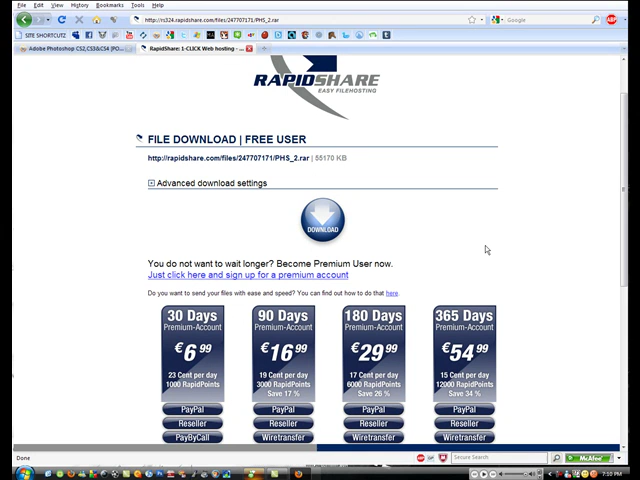 File Edit View History Bookmarks Tools Help
http://rs324.rapidshare.com/files/247707171/PHS_2.rar
Google
ABP
SITE SHORTCUTZ
Adobe Photoshop CS2,CS3&CS4 |PO...
RapidShare: 1-CLICK Web hosting - ...
RAPIDSHARE
EASY FILEHOSTING
FILE DOWNLOAD | FREE USER
http://rapidshare.com/files/247707171/PHS_2.rar | 55170 KB
Advanced download settings
DOWNLOAD
You do not want to wait longer? Become Premium User now.
Just click here and sign up for a premium account
Do you want to send your files with ease and speed? You can find out how to do that here.
30 Days 90 Days 180 Days 365 Days
Premium-Account Premium-Account Premium-Account Premium-Account
€6.99 €16.99 €29.99 €54.99
23 Cent per day 19 Cent per day 17 Cent per day 15 Cent per day
1000 RapidPoints 3000 RapidPoints 6000 RapidPoints 12000 RapidPoints
Save 17 % Save 26 % Save 34 %
PayPal PayPal PayPal PayPal
Reseller Reseller Reseller Reseller
PayByCall Wiretransfer Wiretransfer Wiretransfer
Done
ABP
Secure Search
McAfee
7:10 PM